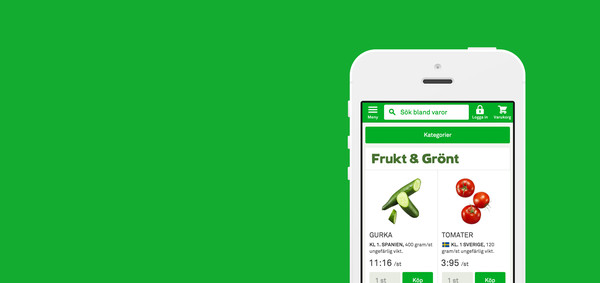 Meny
Sök bland varor
Logga in
Varukorg
Kategorier
Frukt & Grönt
GURKA
KL 1. SPANIEN, 400 gram/st
ungefärlig vikt.
11:16 /st
1 st
Köp
TOMATER
KL. 1 SVERIGE, 120
gram/st ungefärlig vikt.
3:95 /st
1 st
Köp